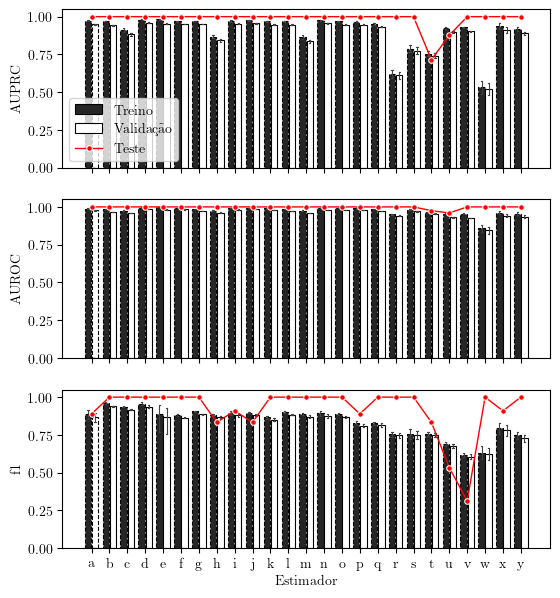 1.00
0.75
0.50
0.25
0.00
AUPRC
Treino
Validação
Teste
1.00
0.75
0.50
0.25
0.00
AUROC
1.00
0.75
0.50
0.25
0.00
f1
a b c d e f g h i j k l m n o p q r s t u v w x y
Estimador